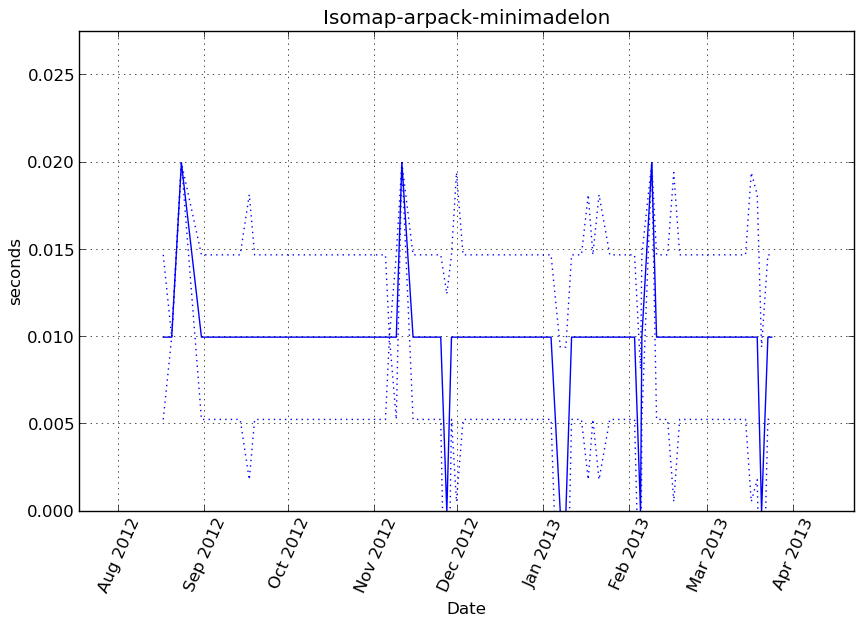 Isomap-arpack-minimadelon
seconds
0.025
0.020
0.015
0.010
0.005
0.000
Aug 2012
Sep 2012
Oct 2012
Nov 2012
Dec 2012
Jan 2013
Feb 2013
Mar 2013
Apr 2013
Date